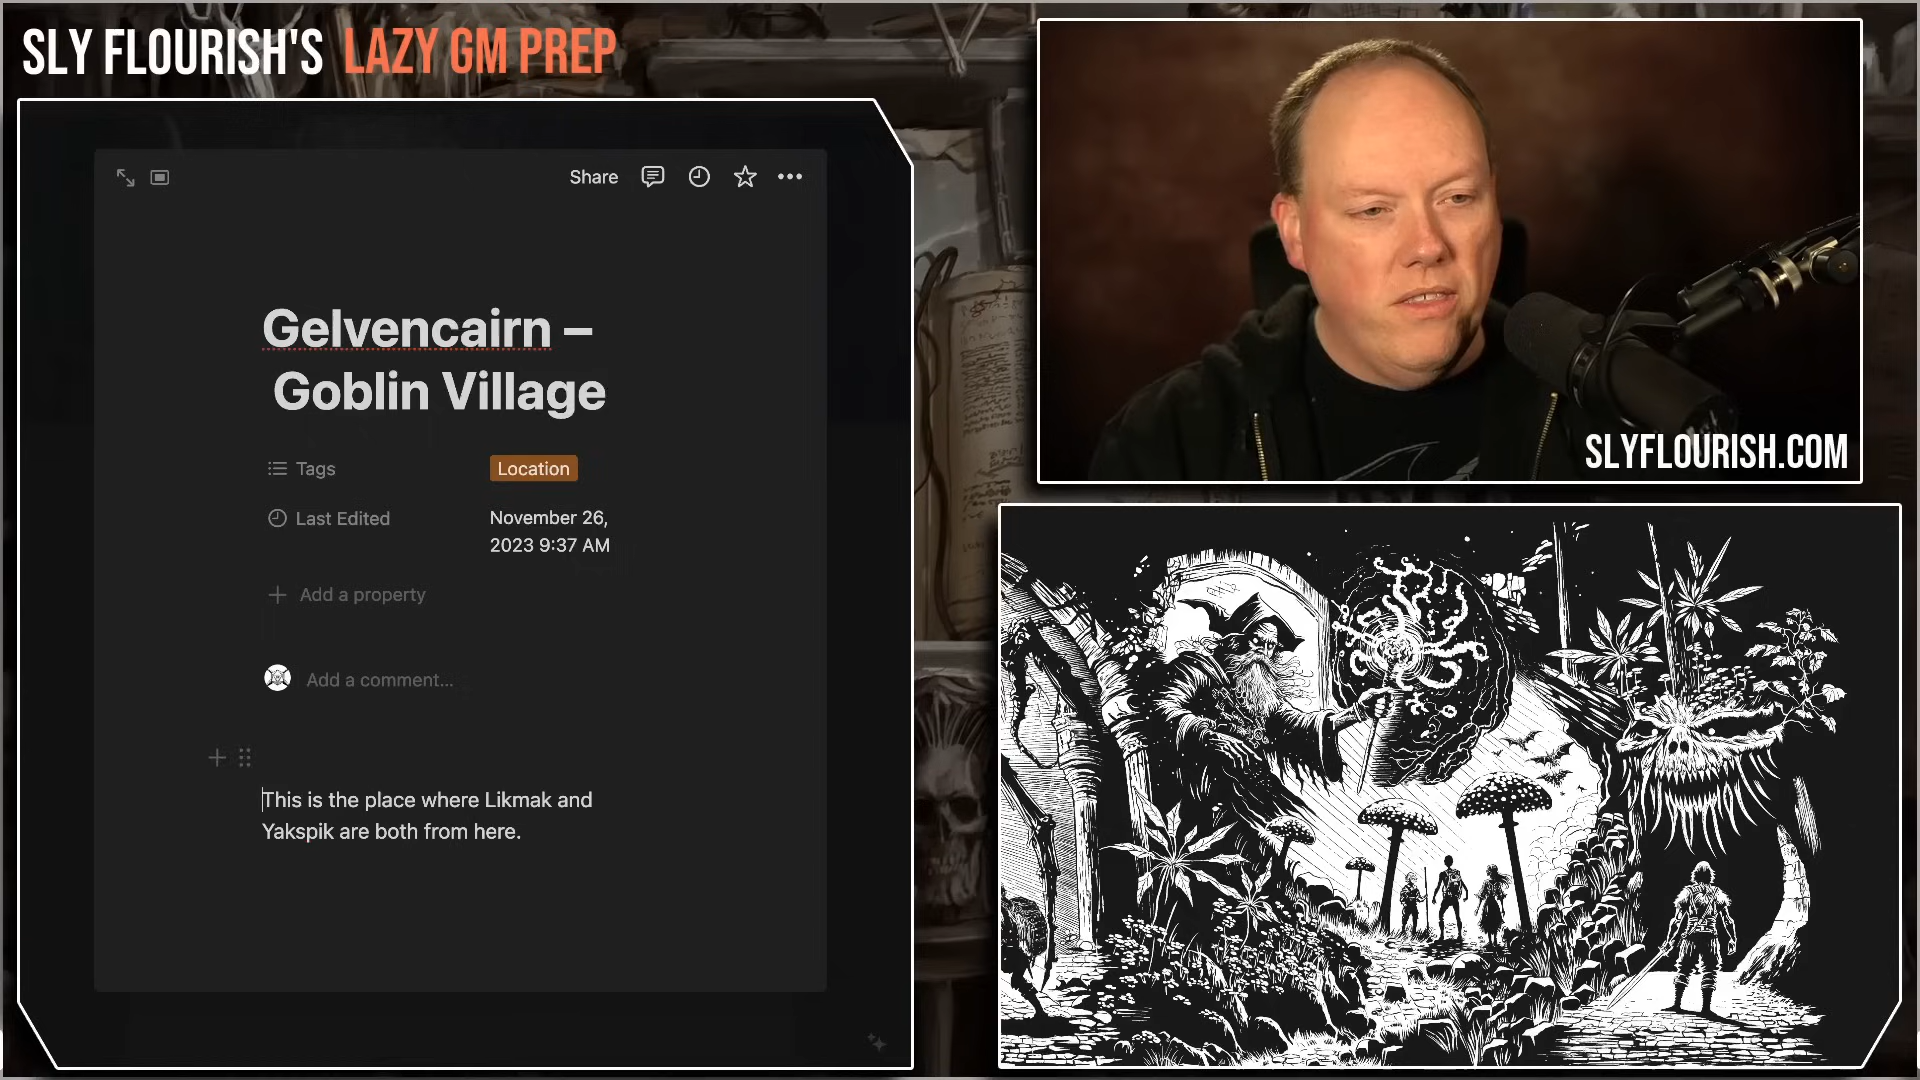 SLY FLOURISH'S LAZY GM PREP
Share
Gelvencairn –
Goblin Village
Tags Location
Last Edited November 26,
2023 9:37 AM
Add a property
Add a comment...
This is the place where Likmak and
Yakspik are both from here.
SLYFLOURISH.COM